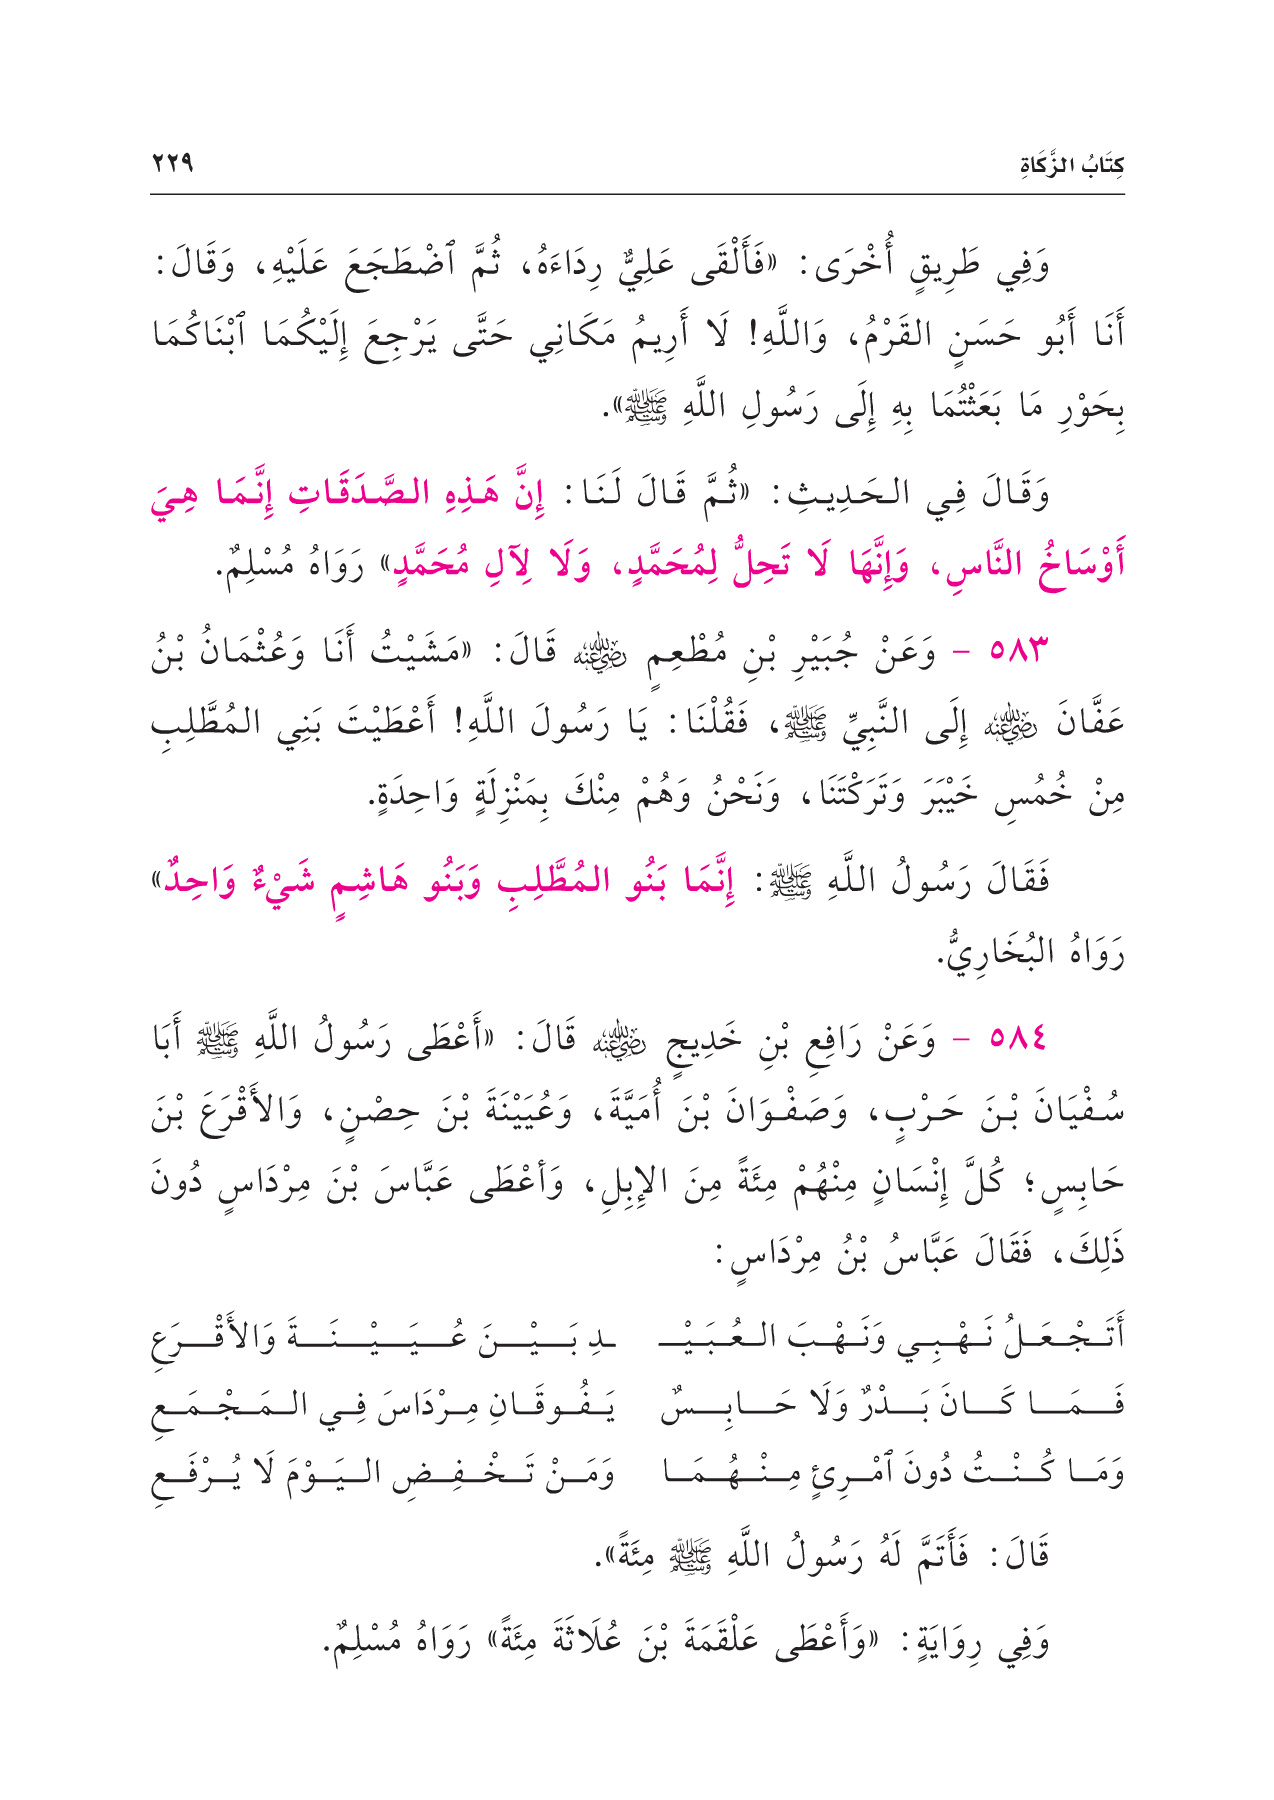 كِتَابُ الزَّكَاةِ ٢٢٩
وَفِي طَرِيقٍ أُخْرَى: «فَأَلْقَى عَلِيٌّ رِدَاءَهُ، ثُمَّ ٱضْطَجَعَ عَلَيْهِ، وَقَالَ:
أَنَا أَبُو حَسَنٍ القَرْمُ، وَاللَّهِ! لَا أَرِيمُ مَكَانِي حَتَّى يَرْجِعَ إِلَيْكُمَا ٱبْنَاكُمَا
بِحَوْرِ مَا بَعَثْتُمَا بِهِ إِلَى رَسُولِ اللَّهِ ﷺ».
وَقَالَ فِي الحَدِيثِ: «ثُمَّ قَالَ لَنَا: إِنَّ هَذِهِ الصَّدَقَاتِ إِنَّمَا هِيَ
أَوْسَاخُ النَّاسِ، وَإِنَّهَا لَا تَحِلُّ لِمُحَمَّدٍ، وَلَا لِآلِ مُحَمَّدٍ» رَوَاهُ مُسْلِمٌ.
٥٨٣ - وَعَنْ جُبَيْرِ بْنِ مُطْعِمٍ رضي الله عنه قَالَ: «مَشَيْتُ أَنَا وَعُثْمَانُ بْنُ
عَفَّانَ رضي الله عنه إِلَى النَّبِيِّ ﷺ، فَقُلْنَا: يَا رَسُولَ اللَّهِ! أَعْطَيْتَ بَنِي المُطَّلِبِ
مِنْ خُمُسِ خَيْبَرَ وَتَرَكْتَنَا، وَنَحْنُ وَهُمْ مِنْكَ بِمَنْزِلَةٍ وَاحِدَةٍ.
فَقَالَ رَسُولُ اللَّهِ ﷺ: إِنَّمَا بَنُو المُطَّلِبِ وَبَنُو هَاشِمٍ شَيْءٌ وَاحِدٌ»
رَوَاهُ البُخَارِيُّ.
٥٨٤ - وَعَنْ رَافِعِ بْنِ خَدِيجٍ رضي الله عنه قَالَ: «أَعْطَى رَسُولُ اللَّهِ ﷺ أَبَا
سُفْيَانَ بْنَ حَرْبٍ، وَصَفْوَانَ بْنَ أُمَيَّةَ، وَعُيَيْنَةَ بْنَ حِصْنٍ، وَالأَقْرَعَ بْنَ
حَابِسٍ؛ كُلَّ إِنْسَانٍ مِنْهُمْ مِئَةً مِنَ الإِبِلِ، وَأَعْطَى عَبَّاسَ بْنَ مِرْدَاسٍ دُونَ
ذَلِكَ، فَقَالَ عَبَّاسُ بْنُ مِرْدَاسٍ:
أَتَجْعَلُ نَهْبِي وَنَهْبَ العُبَيْـ ـدِ بَيْنَ عُيَيْنَةَ وَالأَقْرَعِ
فَمَا كَانَ بَدْرٌ وَلَا حَابِسٌ يَفُوقَانِ مِرْدَاسَ فِي المَجْمَعِ
وَمَا كُنْتُ دُونَ ٱمْرِئٍ مِنْهُمَا وَمَنْ تَخْفِضِ اليَوْمَ لَا يُرْفَعِ
قَالَ: فَأَتَمَّ لَهُ رَسُولُ اللَّهِ ﷺ مِئَةً».
وَفِي رِوَايَةٍ: «وَأَعْطَى عَلْقَمَةَ بْنَ عُلَاثَةَ مِئَةً» رَوَاهُ مُسْلِمٌ.